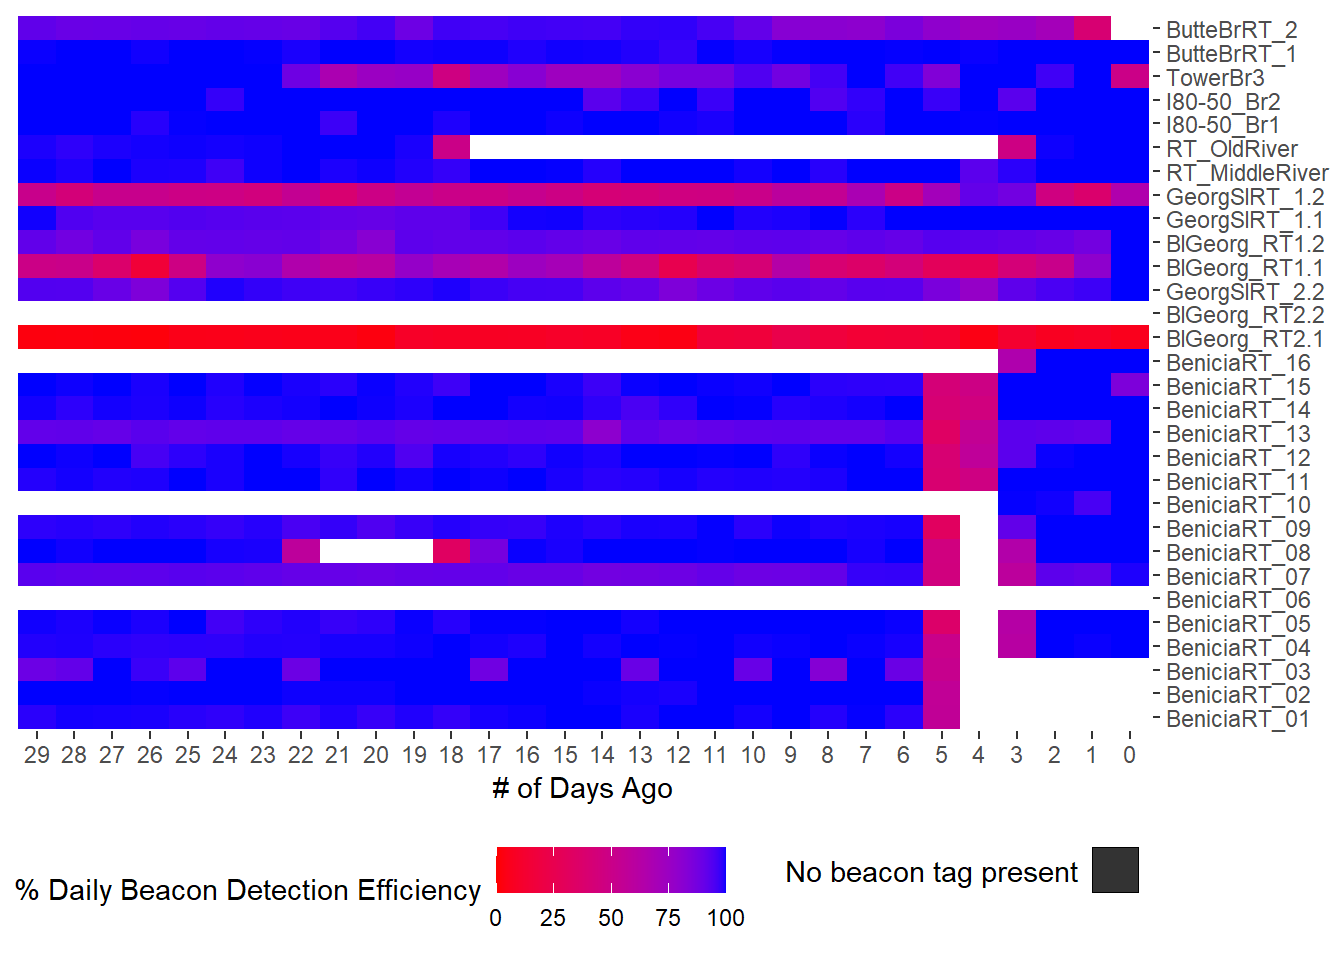 ButteBrRT_2
ButteBrRT_1
TowerBr3
I80-50_Br2
I80-50_Br1
RT_OldRiver
RT_MiddleRiver
GeorgSlRT_1.2
GeorgSlRT_1.1
BlGeorg_RT1.2
BlGeorg_RT1.1
GeorgSlRT_2.2
BlGeorg_RT2.2
BlGeorg_RT2.1
BeniciaRT_16
BeniciaRT_15
BeniciaRT_14
BeniciaRT_13
BeniciaRT_12
BeniciaRT_11
BeniciaRT_10
BeniciaRT_09
BeniciaRT_08
BeniciaRT_07
BeniciaRT_06
BeniciaRT_05
BeniciaRT_04
BeniciaRT_03
BeniciaRT_02
BeniciaRT_01
29 28 27 26 25 24 23 22 21 20 19 18 17 16 15 14 13 12 11 10 9 8 7 6 5 4 3 2 1 0
# of Days Ago
% Daily Beacon Detection Efficiency
0 25 50 75 100
No beacon tag present